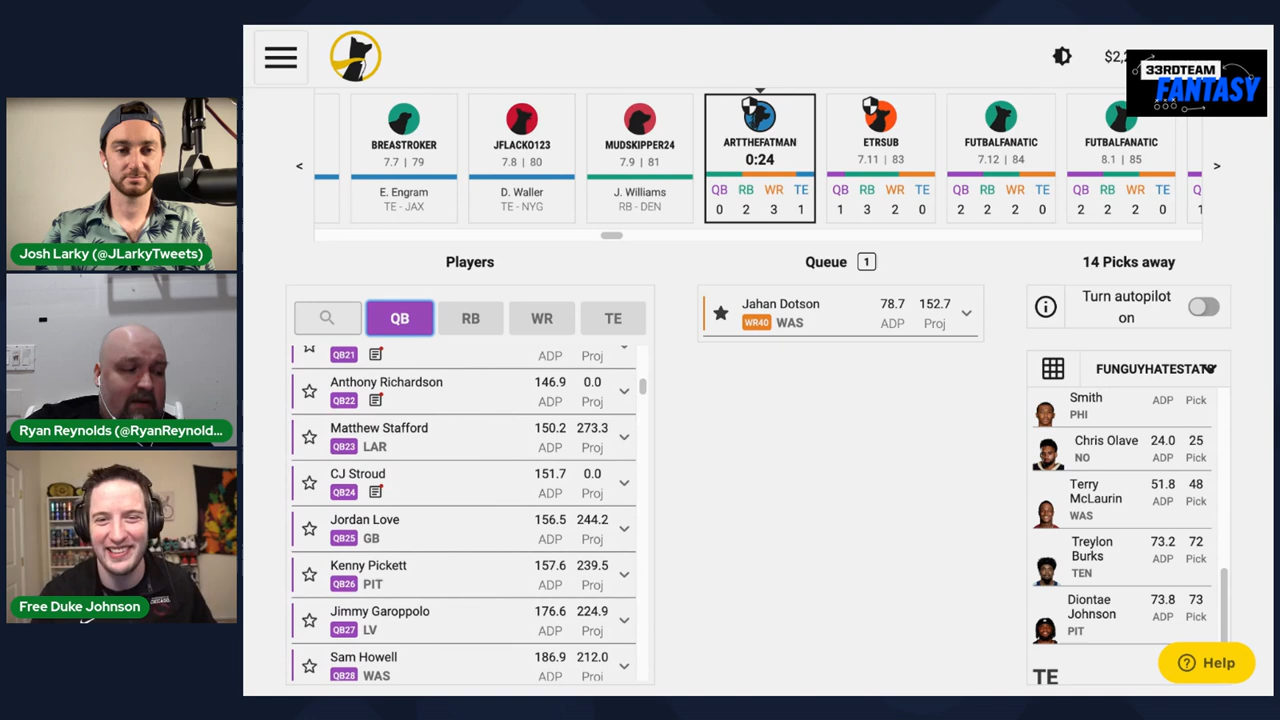 Josh Larky (@JLarkyTweets)
Ryan Reynolds (@RyanReynold...
Free Duke Johnson
33RDTEAM
FANTASY
$2,2
<
BREASTROKER
7.7 | 79
E. Engram
TE - JAX
JFLACKO123
7.8 | 80
D. Waller
TE - NYG
MUDSKIPPER24
7.9 | 81
J. Williams
RB - DEN
ARTTHEFATMAN
0:24
QB RB WR TE
0 2 3 1
ETRSUB
7.11 | 83
QB RB WR TE
1 3 2 0
FUTBALFANATIC
7.12 | 84
QB RB WR TE
2 2 2 0
FUTBALFANATIC
8.1 | 85
QB RB WR TE
2 2 2 0
>
Players
QB RB WR TE
QB21 ADP Proj
Anthony Richardson 146.9 0.0
QB22 ADP Proj
Matthew Stafford 150.2 273.3
QB23 LAR ADP Proj
CJ Stroud 151.7 0.0
QB24 ADP Proj
Jordan Love 156.5 244.2
QB25 GB ADP Proj
Kenny Pickett 157.6 239.5
QB26 PIT ADP Proj
Jimmy Garoppolo 176.6 224.9
QB27 LV ADP Proj
Sam Howell 186.9 212.0
QB28 WAS ADP Proj
Queue 1
Jahan Dotson 78.7 152.7
WR40 WAS ADP Proj
14 Picks away
Turn autopilot
on
Smith ADP Pick
PHI
Chris Olave 24.0 25
NO ADP Pick
Terry
McLaurin 51.8 48
WAS ADP Pick
Treylon
Burks 73.2 72
TEN ADP Pick
Diontae
Johnson 73.8 73
PIT ADP Pick
TE
Help